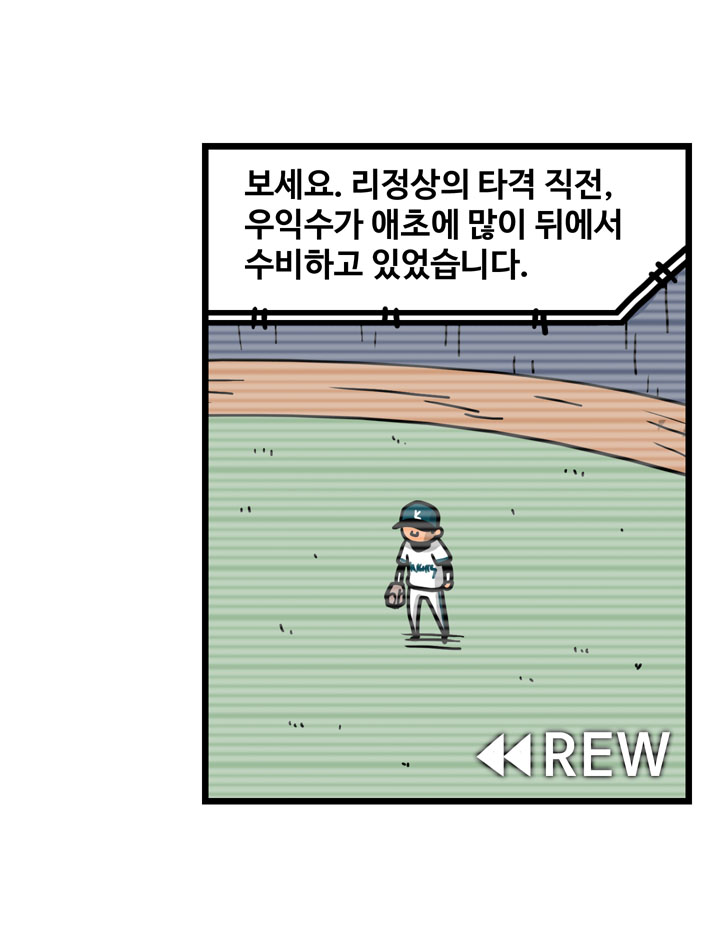 보세요. 리정상의 타격 직전,
우익수가 애초에 많이 뒤에서
수비하고 있었습니다.
REW